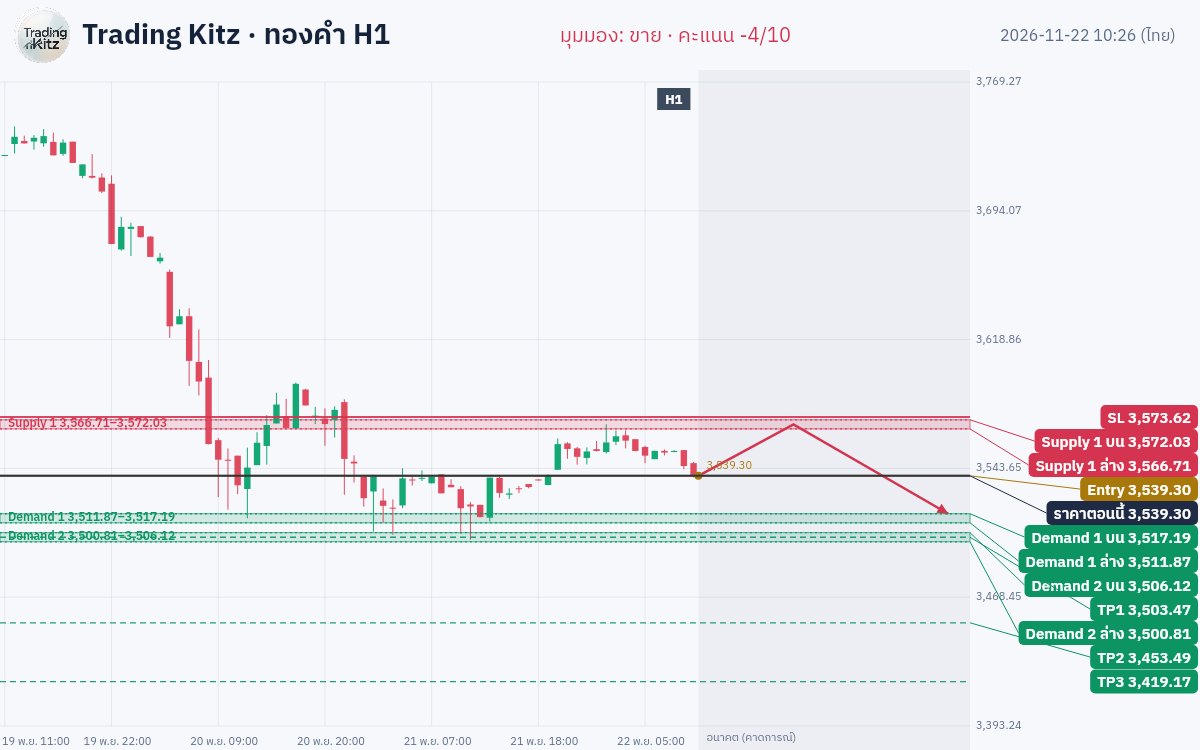 Trading
Kitz
Trading Kitz · ทองคำ H1
มุมมอง: ขาย · คะแนน -4/10
2026-11-22 10:26 (ไทย)
H1
3,769.27
3,694.07
3,618.86
3,543.65
3,468.45
3,393.24
Supply 1 3,566.71–3,572.03
3,539.30
Demand 1 3,511.87–3,517.19
Demand 2 3,500.81–3,506.12
SL 3,573.62
Supply 1 บน 3,572.03
Supply 1 ล่าง 3,566.71
Entry 3,539.30
ราคาตอนนี้ 3,539.30
Demand 1 บน 3,517.19
Demand 1 ล่าง 3,511.87
Demand 2 บน 3,506.12
TP1 3,503.47
Demand 2 ล่าง 3,500.81
TP2 3,453.49
TP3 3,419.17
19 พ.ย. 11:00
19 พ.ย. 22:00
20 พ.ย. 09:00
20 พ.ย. 20:00
21 พ.ย. 07:00
21 พ.ย. 18:00
22 พ.ย. 05:00
อนาคต (คาดการณ์)